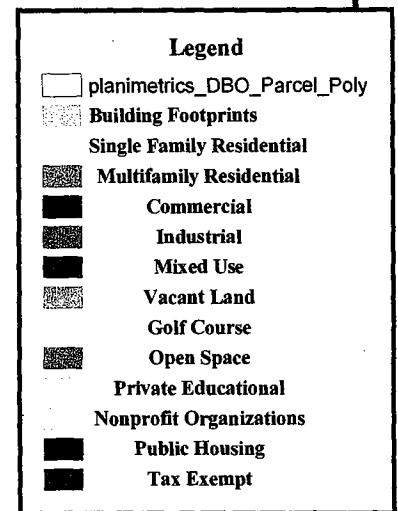 Legend
planimetrics_DBO_Parcel_Poly
Building Footprints
Single Family Residential
Multifamily Residential
Commercial
Industrial
Mixed Use
Vacant Land
Golf Course
Open Space
Private Educational
Nonprofit Organizations
Public Housing
Tax Exempt